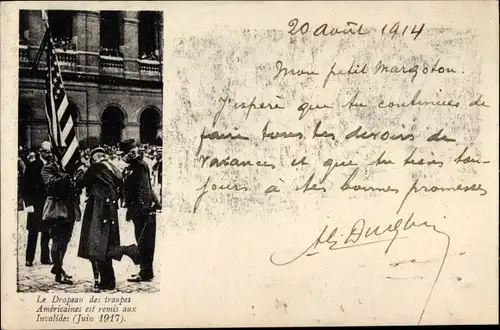 20 août 1914
Mon petit Margoton.
J'espère que tu continues de
faire tous les devoirs de
vacances et que tu tiens tou-
jours à tes bonnes promesses
Le Drapeau des troupes
Américaines est remis aux
Invalides (Juin 1917).